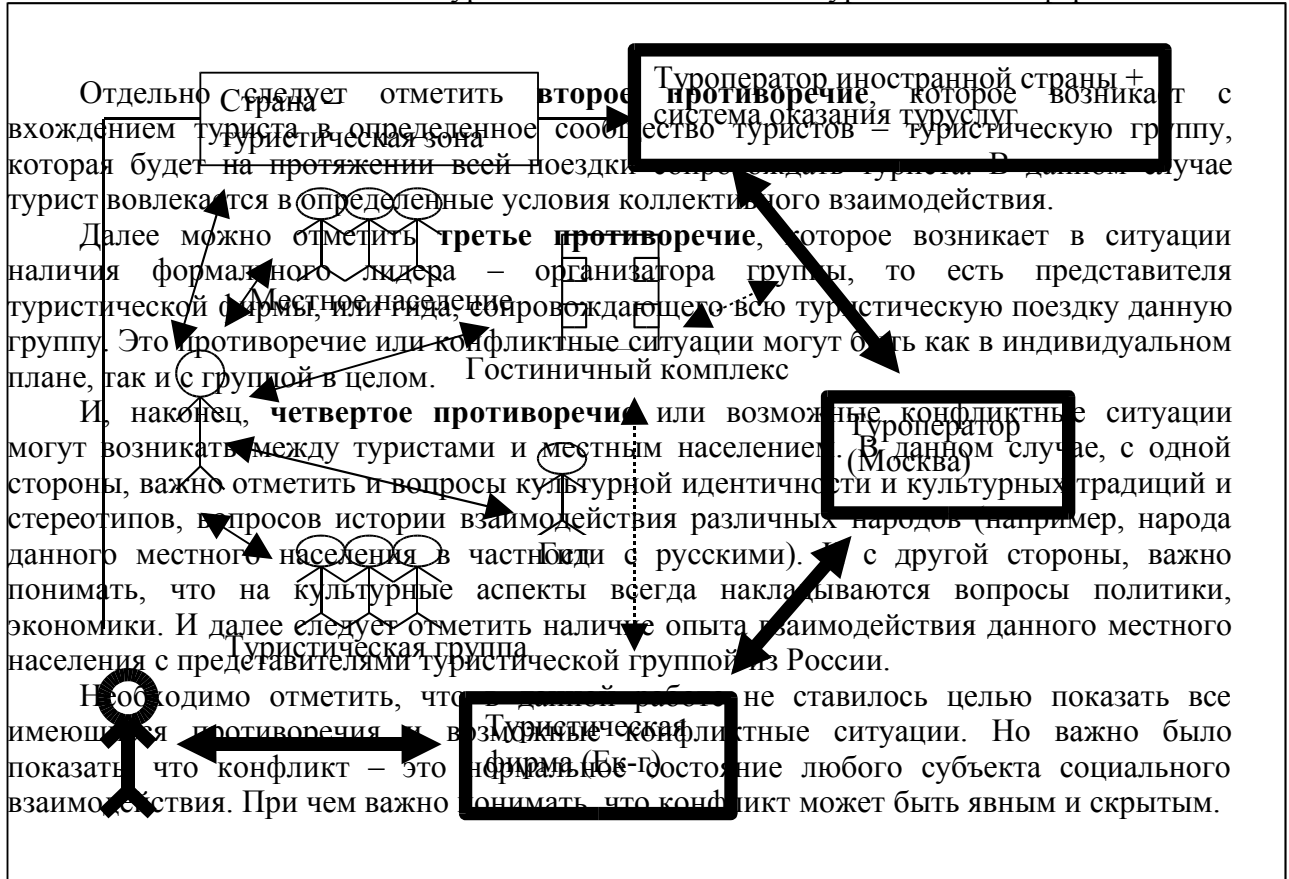 Отдельно следует отметить второе противоречие, которое возникает с
вхождением туриста в определенное сообщество туристов – туристическую группу,
которая будет на протяжении всей поездки сопровождать туриста. В данном случае
турист вовлекается в определенные условия коллективного взаимодействия.
Далее можно отметить третье противоречие, которое возникает в ситуации
наличия формального лидера – организатора группы, то есть представителя
туристической фирмы, или гида, сопровождающего всю туристическую поездку данную
группу. Это противоречие или конфликтные ситуации могут быть как в индивидуальном
плане, так и с группой в целом.
И, наконец, четвертое противоречие или возможные конфликтные ситуации
могут возникать между туристами и местным населением. В данном случае, с одной
стороны, важно отметить и вопросы культурной идентичности и культурных традиций и
стереотипов, вопросов истории взаимодействия различных народов (например, народа
данного местного населения в частности с русскими). И с другой стороны, важно
понимать, что на культурные аспекты всегда накладываются вопросы политики,
экономики. И далее следует отметить наличие опыта взаимодействия данного местного
населения с представителями туристической группой из России.
Необходимо отметить, что в данной работе не ставилось целью показать все
имеющиеся противоречия и возможные конфликтные ситуации. Но важно было
показать, что конфликт – это нормальное состояние любого субъекта социального
взаимодействия. При чем важно понимать, что конфликт может быть явным и скрытым.
Страна –
туристическая зона
Туроператор иностранной страны +
система оказания туруслуг
Местное население
Гостиничный комплекс
Туроператор
(Москва)
Гид
Туристическая группа
Туристическая
фирма (Ек-г)